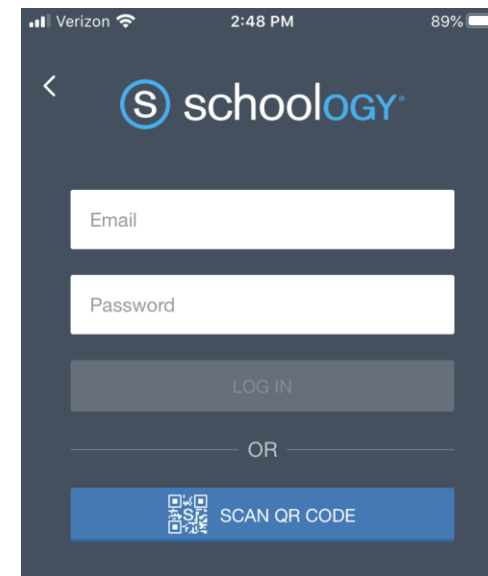 Verizon 2:48 PM 89%
S schoology
Email
Password
LOG IN
OR
S SCAN QR CODE